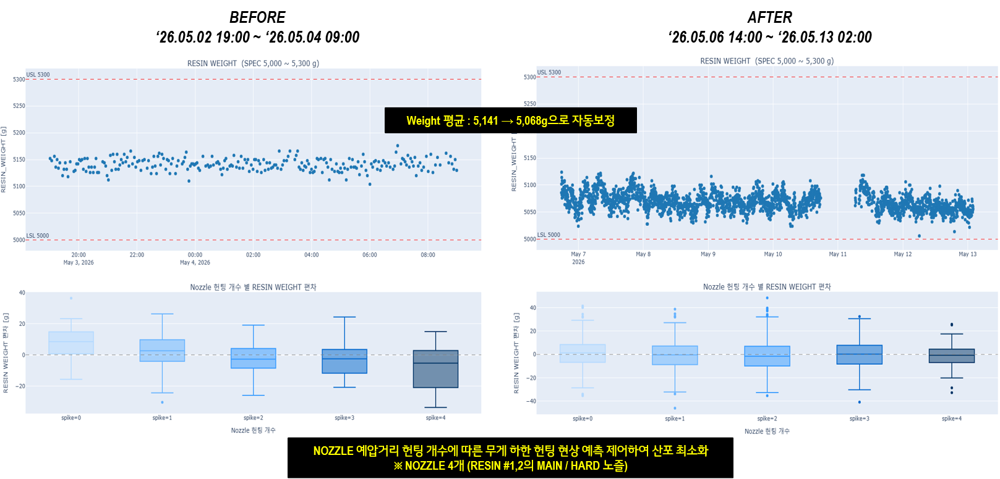 BEFORE
‘26.05.02 19:00 ~ ‘26.05.04 09:00
AFTER
‘26.05.06 14:00 ~ ‘26.05.13 02:00
RESIN WEIGHT (SPEC 5,000 ~ 5,300 g)
USL 5300
5300
5250
5200
5150
5100
5050
5000
LSL 5000
RESIN_WEIGHT [g]
20:00
May 3, 2026
22:00
00:00
May 4, 2026
02:00
04:00
06:00
08:00
RESIN WEIGHT (SPEC 5,000 ~ 5,300 g)
USL 5300
5300
5250
5150
5100
5050
5000
LSL 5000
RESIN_WEIGHT
May 7
2026
May 8
May 9
May 10
May 11
May 12
May 13
Weight 평균 : 5,141 → 5,068g으로 자동보정
Nozzle 헌팅 개수 별 RESIN WEIGHT 편차
40
20
0
−20
RESIN WEIGHT 편차 [g]
spike=0
spike=1
spike=2
spike=3
spike=4
Nozzle 헌팅 개수
Nozzle 헌팅 개수 별 RESIN WEIGHT 편차
40
20
0
−20
−40
RESIN WEIGHT 편차 [g]
spike=0
spike=1
spike=2
spike=3
spike=4
Nozzle 헌팅 개수
NOZZLE 예압거리 헌팅 개수에 따른 무게 하한 헌팅 현상 예측 제어하여 산포 최소화
※ NOZZLE 4개 (RESIN #1,2의 MAIN / HARD 노즐)